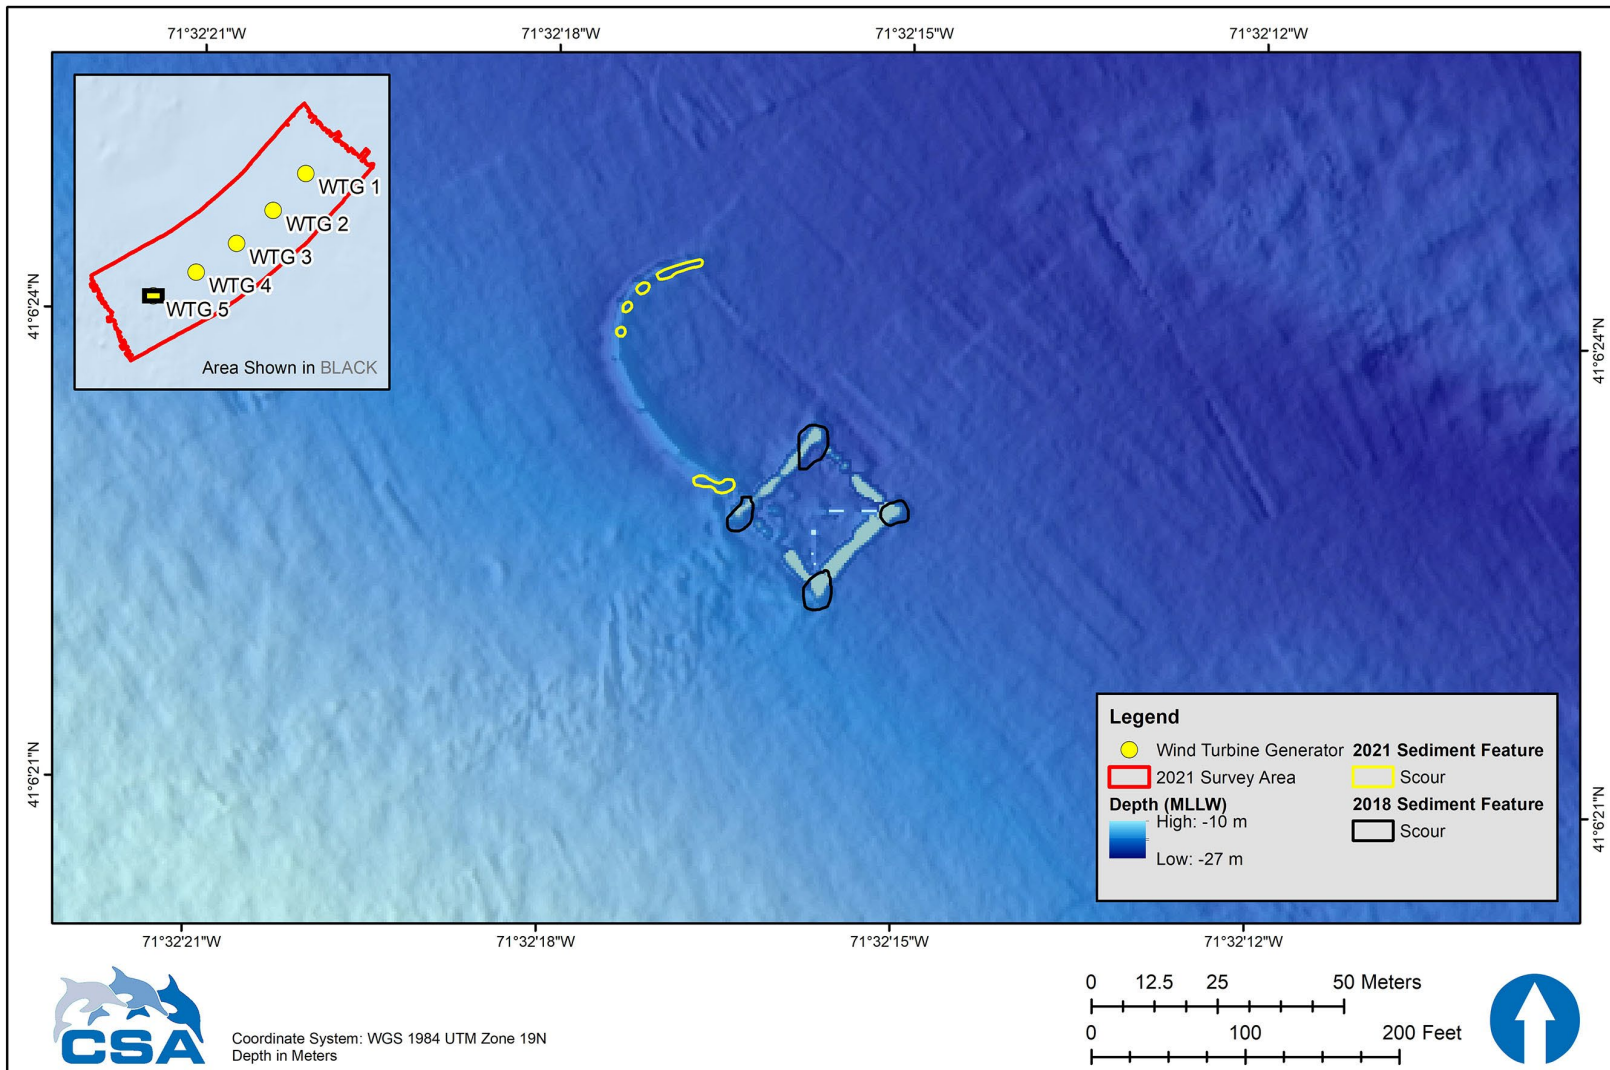 71°32'21"W 71°32'18"W 71°32'15"W 71°32'12"W
WTG 1
WTG 2
WTG 3
WTG 4
WTG 5
Area Shown in BLACK
41°6'24"N
41°6'24"N
41°6'21"N
41°6'21"N
Legend
Wind Turbine Generator
2021 Survey Area
Depth (MLLW)
High: -10 m
Low: -27 m
2021 Sediment Feature
Scour
2018 Sediment Feature
Scour
71°32'21"W 71°32'18"W 71°32'15"W 71°32'12"W
CSA
Coordinate System: WGS 1984 UTM Zone 19N
Depth in Meters
0 12.5 25 50 Meters
0 100 200 Feet